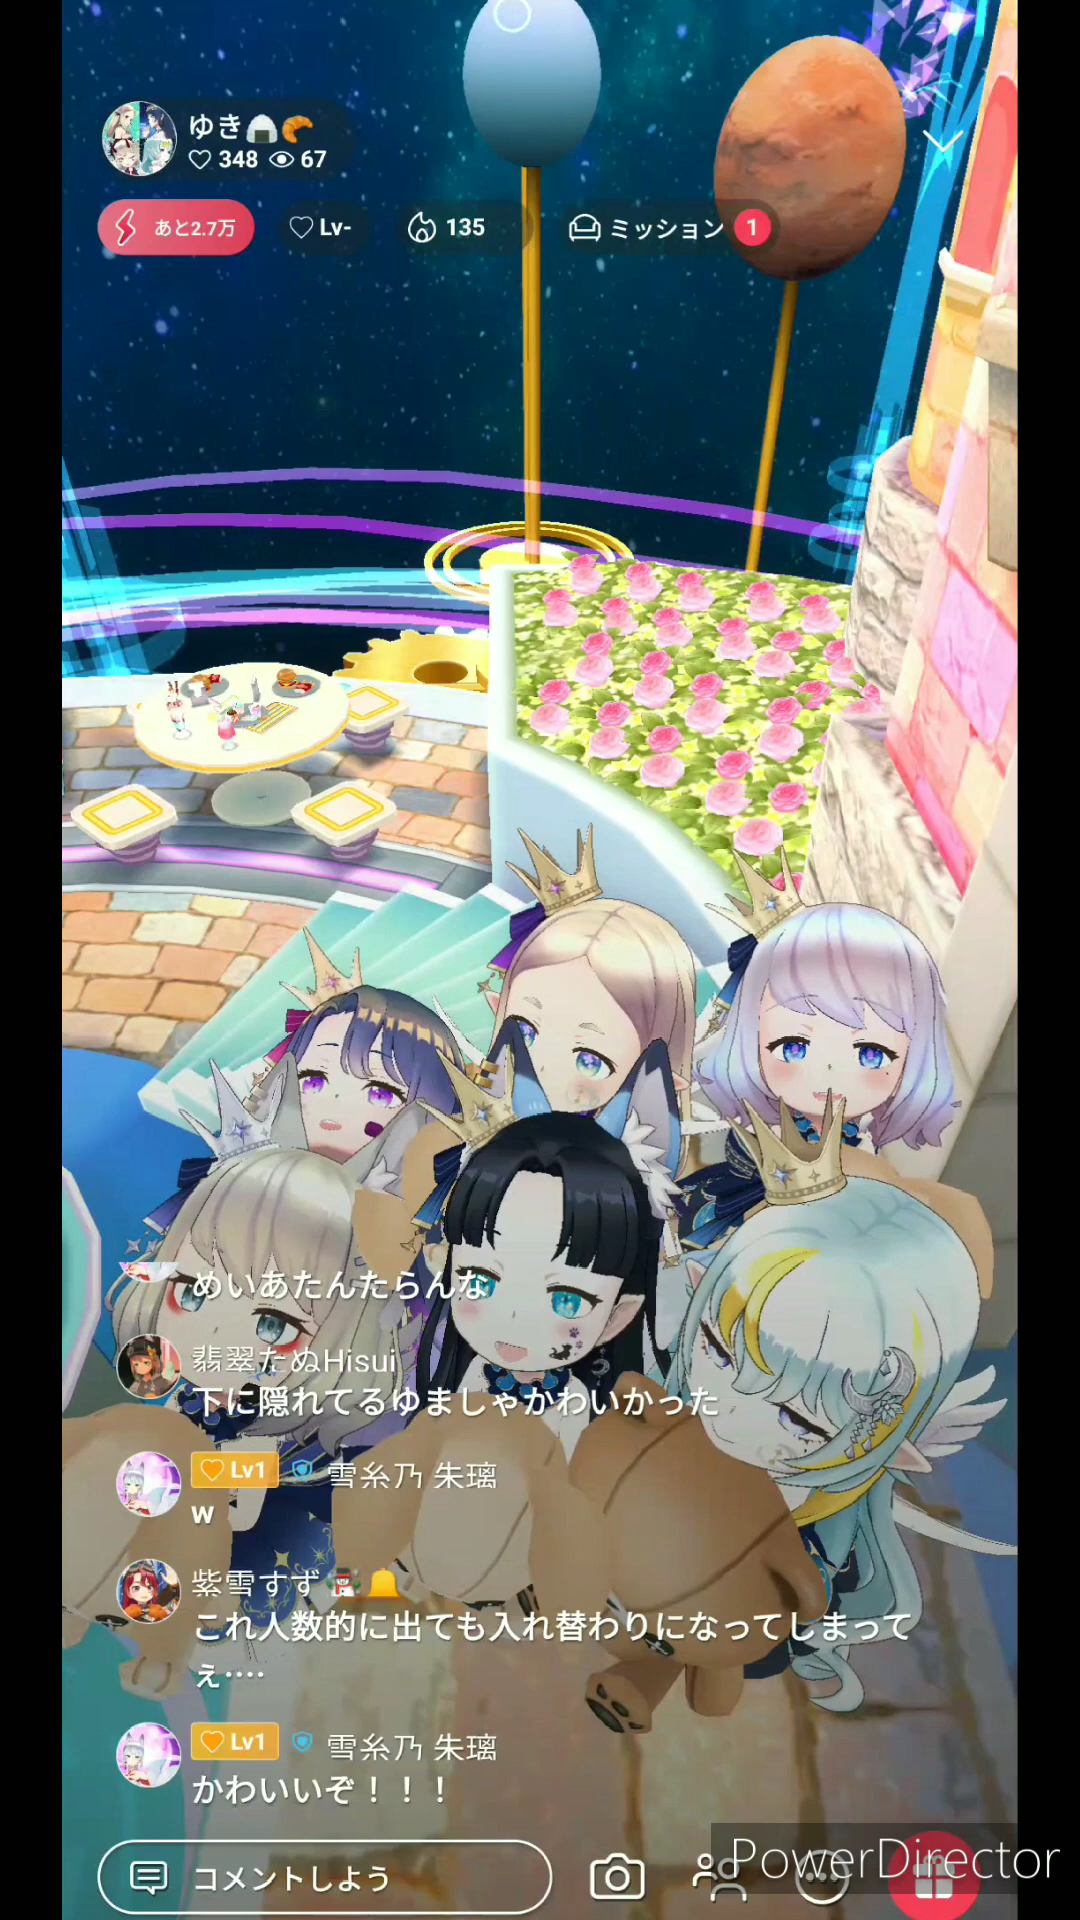 ゆき🍙🥐
348 67
あと2.7万 Lv- 135 ミッション 1
めいあたんたらんな
翡翠たぬHisui
下に隠れてるゆましゃかわいかった
Lv1 雪糸乃 朱璃
w
紫雪すず⛄🔔
これ人数的に出ても入れ替わりになってしまって
ぇ‥‥
Lv1 雪糸乃 朱璃
かわいいぞ！！！
コメントしよう
PowerDirector